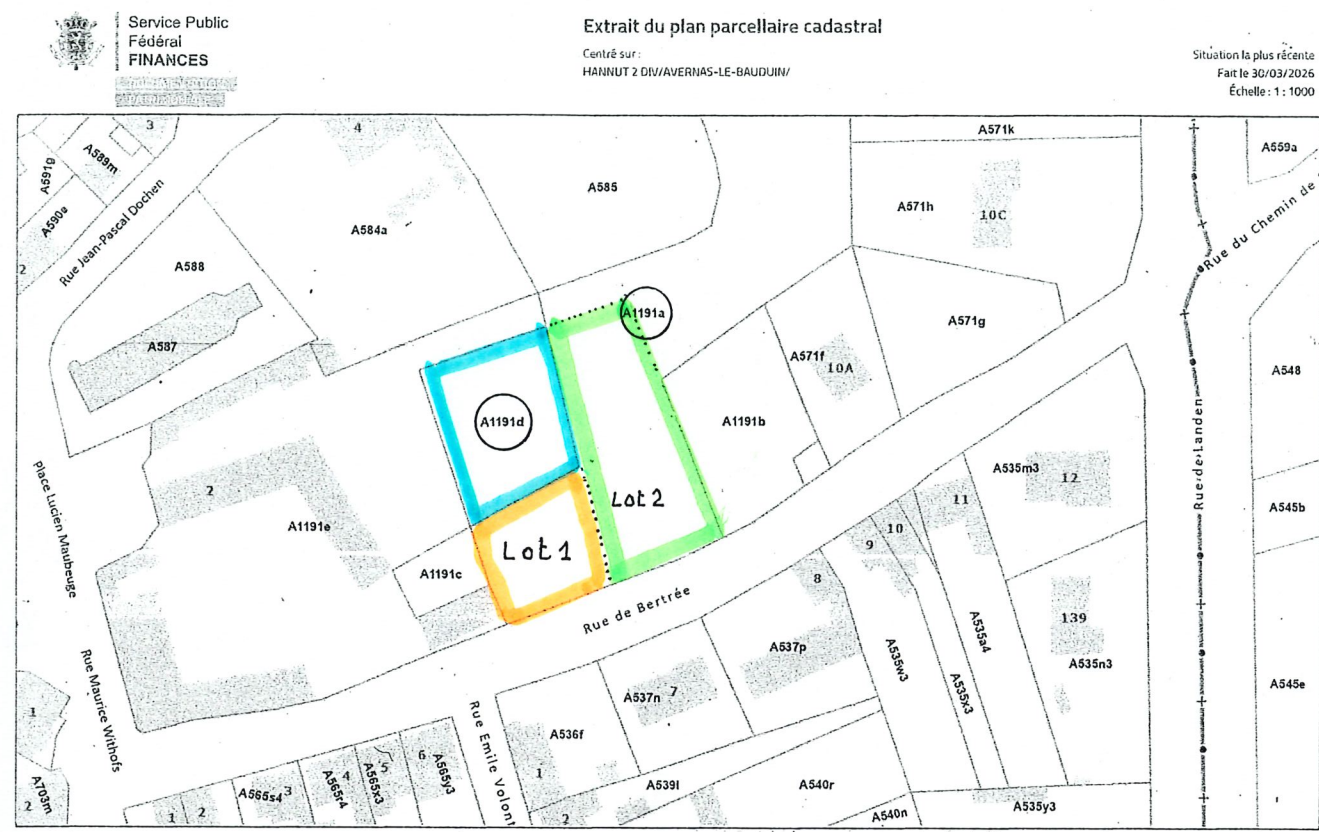 Service Public
Fédéral
FINANCES
Extrait du plan parcellaire cadastral
Centré sur :
HANNUT 2 DIV/AVERNAS-LE-BAUDUIN/
Situation la plus récente
Fait le 30/03/2026
Échelle : 1 : 1000
3
4
A571k
A559a
A591g
A589m
A585
A590a
Rue Jean-Pascal Dochen
A584a
A571h
10C
Rue du Chemin de
2
A588
A1191a
A571g
A587
A571f
10A
A548
A1191d
A1191b
Place Lucien Maubeuge
2
A1191e
Lot 2
A535m3
12
Rue de Landen
11
10
9
A545b
Lot 1
A1191c
Rue de Bertrée
8
139
A535n3
A537p
A535w3
A535a4
A535x3
Rue Maurice Withofs
A537n
7
A545e
1
Rue Emile Volont
A536f
1
6
A565y3
5
A565x3
4
A565r4
3
A565s4
A703m
2
1
2
2
A539l
A540r
A540n
A535y3